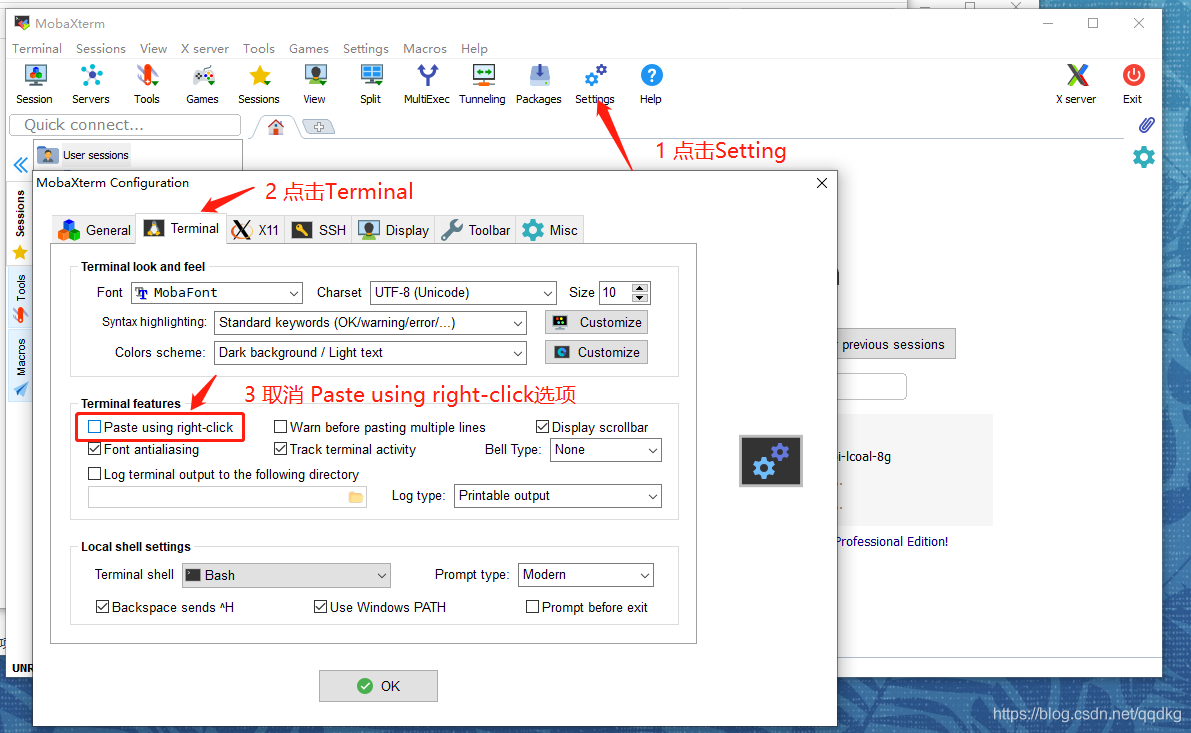 MobaXterm
Terminal Sessions View X server Tools Games Settings Macros Help
Session Servers Tools Games Sessions View Split MultiExec Tunneling Packages Settings Help X server Exit
Quick connect...
User sessions
1 点击Setting
MobaXterm Configuration
2 点击Terminal
Sessions
Tools
Macros
General Terminal X11 SSH Display Toolbar Misc
Terminal look and feel
Font MobaFont Charset UTF-8 (Unicode) Size 10
Syntax highlighting: Standard keywords (OK/warning/error/...) Customize
Colors scheme: Dark background / Light text Customize
previous sessions
3 取消 Paste using right-click选项
Terminal features
Paste using right-click Warn before pasting multiple lines Display scrollbar
Font antialiasing Track terminal activity Bell Type: None
i-lcoal-8g
Log terminal output to the following directory
Log type: Printable output
Professional Edition!
Local shell settings
Terminal shell Bash Prompt type: Modern
Backspace sends ^H Use Windows PATH Prompt before exit
UNR
OK
https://blog.csdn.net/qqdkg